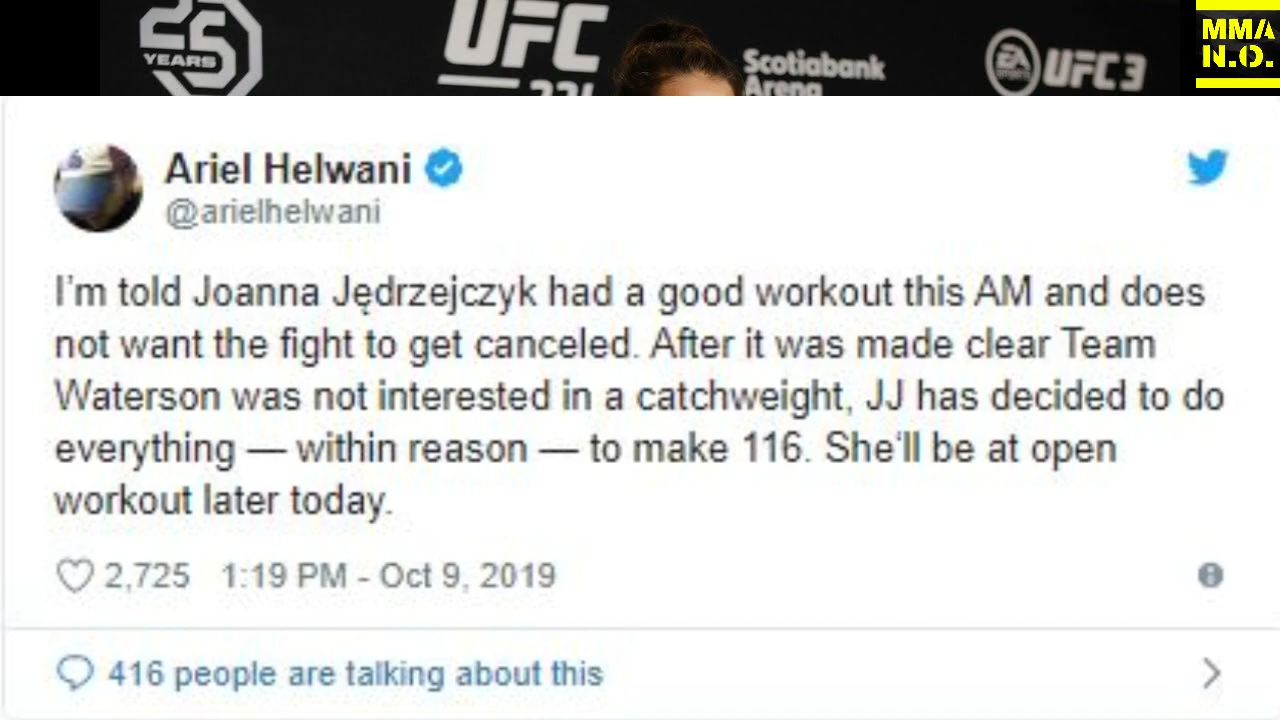 25
YEARS
UFC
Scotiabank
Arena
EA
SPORTS
UFC 3
MMA
N.O.
Ariel Helwani
@arielhelwani
I'm told Joanna Jędrzejczyk had a good workout this AM and does
not want the fight to get canceled. After it was made clear Team
Waterson was not interested in a catchweight, JJ has decided to do
everything — within reason — to make 116. She'll be at open
workout later today.
2,725 1:19 PM - Oct 9, 2019
416 people are talking about this